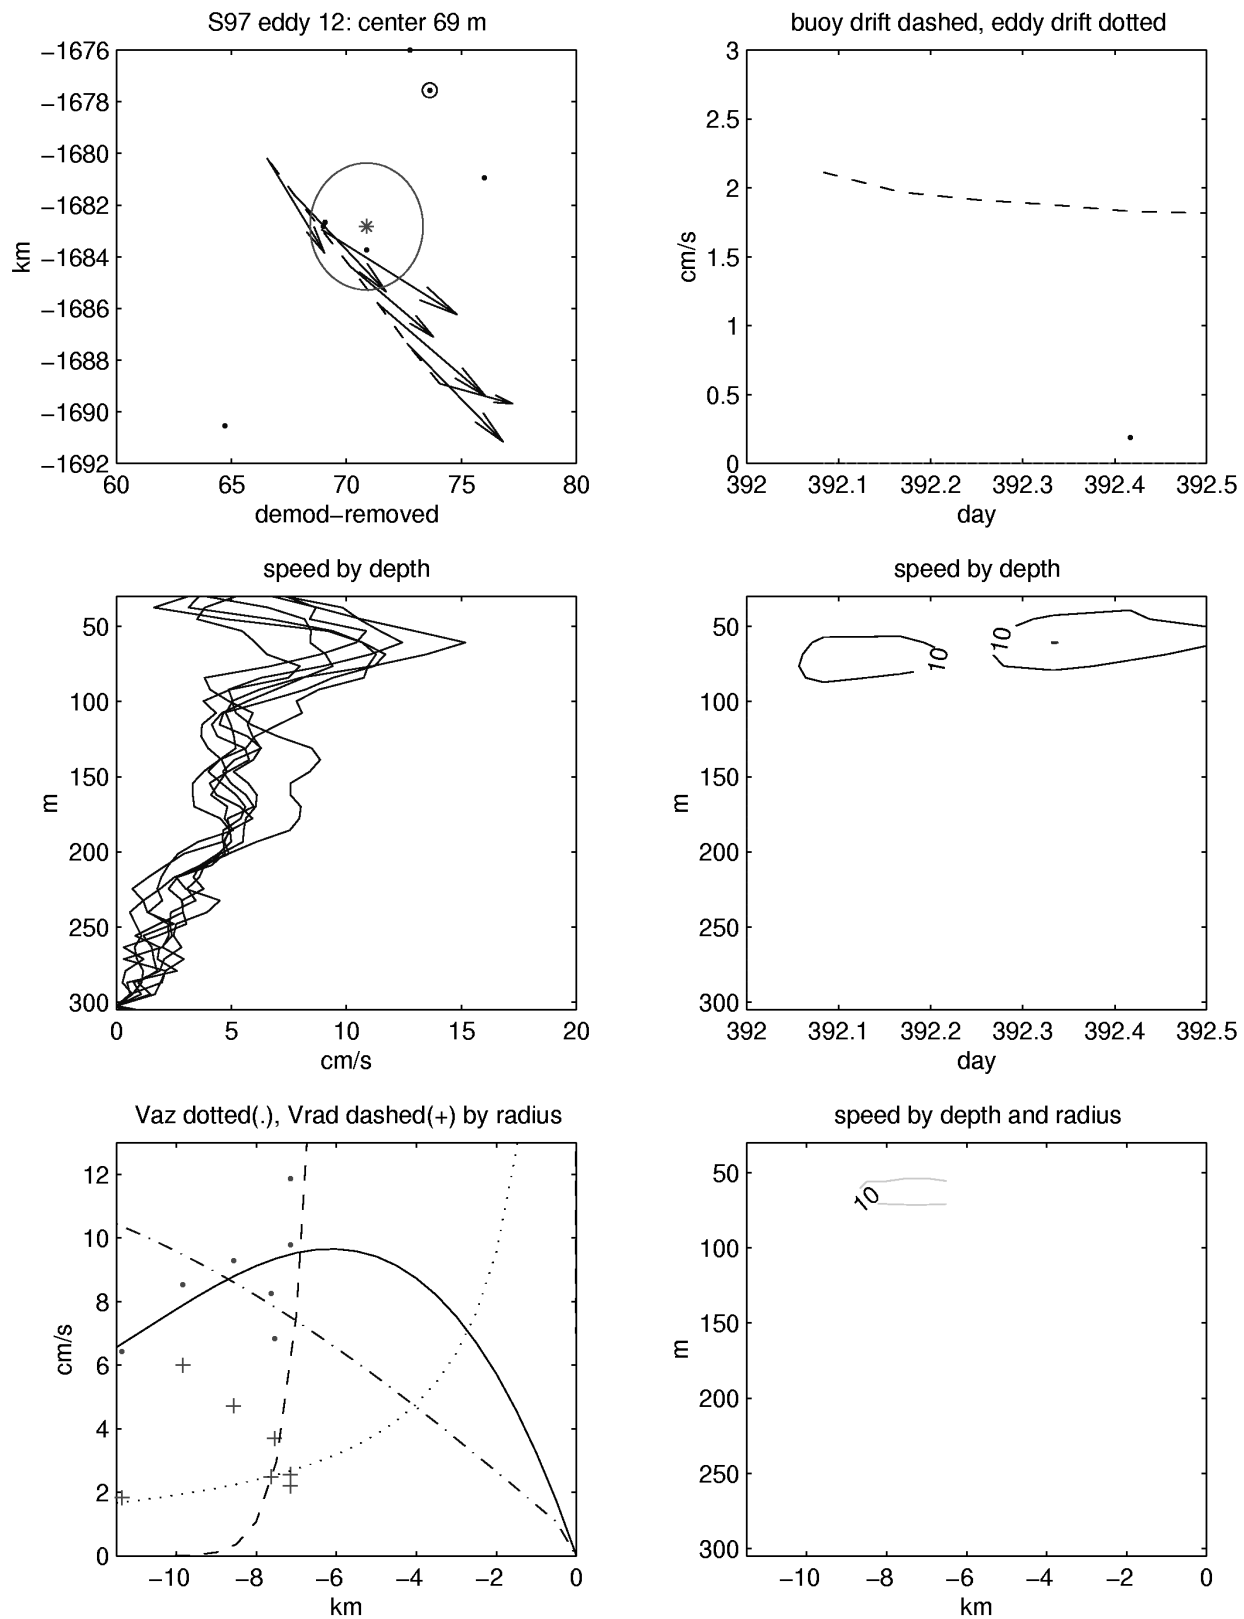 S97 eddy 12: center 69 m
−1676
−1678
−1680
−1682
−1684
−1686
−1688
−1690
−1692
km
60 65 70 75 80
demod−removed
buoy drift dashed, eddy drift dotted
3
2.5
2
1.5
1
0.5
0
cm/s
392 392.1 392.2 392.3 392.4 392.5
day
speed by depth
50
100
150
200
250
300
m
0 5 10 15 20
cm/s
speed by depth
50
100
150
200
250
300
m
10 10
392 392.1 392.2 392.3 392.4 392.5
day
Vaz dotted(.), Vrad dashed(+) by radius
12
10
8
6
4
2
0
cm/s
−10 −8 −6 −4 −2 0
km
speed by depth and radius
50
100
150
200
250
300
m
10
−10 −8 −6 −4 −2 0
km